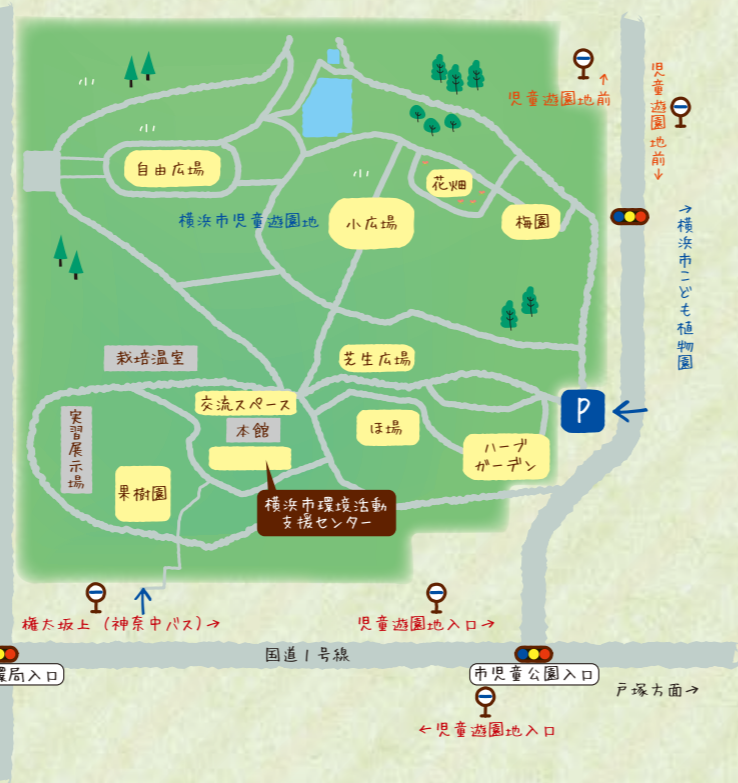 児童遊園地前
児童遊園地前
自由広場
花畑
横浜市児童遊園地
小広場
梅園
→横浜市こども植物園
栽培温室
芝生広場
交流スペース
本館
P
実習展示場
ほ場
ハーブ
ガーデン
果樹園
横浜市環境活動
支援センター
権太坂上(神奈中バス)→
児童遊園地入口→
国道1号線
環局入口
市児童公園入口
戸塚方面→
←児童遊園地入口